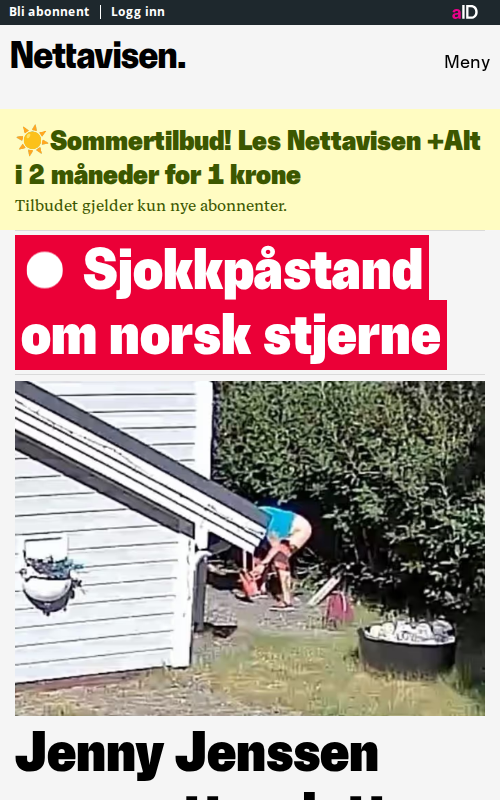 Bli abonnent | Logg inn
aID
Nettavisen.
Meny
☀️Sommertilbud! Les Nettavisen +Alt
i 2 måneder for 1 krone
Tilbudet gjelder kun nye abonnenter.
Sjokkpåstand
om norsk stjerne
Jenny Jenssen